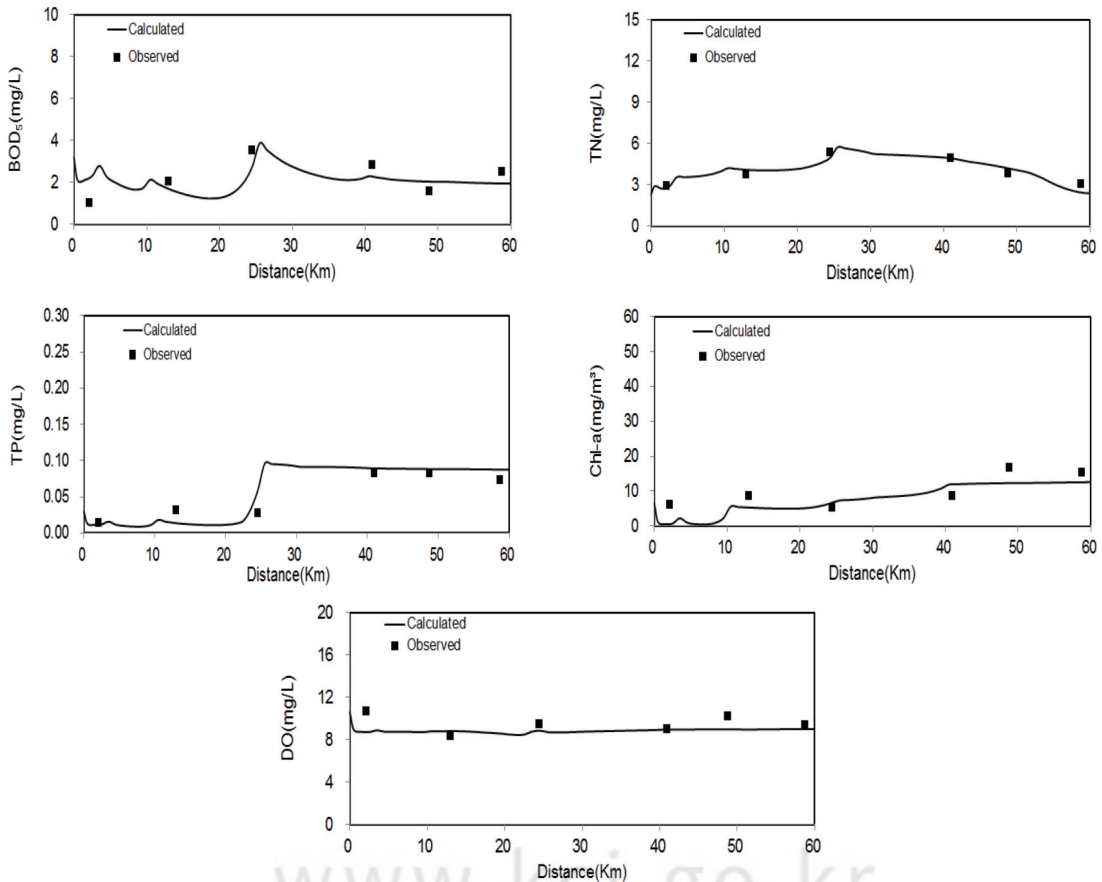 BOD₅(mg/L)
10
8
6
4
2
0
Calculated
Observed
0 10 20 30 40 50 60
Distance(Km)
TN(mg/L)
15
12
9
6
3
0
Calculated
Observed
0 10 20 30 40 50 60
Distance(Km)
TP(mg/L)
0.30
0.25
0.20
0.15
0.10
0.05
0.00
Calculated
Observed
0 10 20 30 40 50 60
Distance(Km)
Chl-a(mg/m³)
60
50
40
30
20
10
0
Calculated
Observed
0 10 20 30 40 50 60
Distance(Km)
DO(mg/L)
20
16
12
8
4
0
Calculated
Observed
0 10 20 30 40 50 60
Distance(Km)